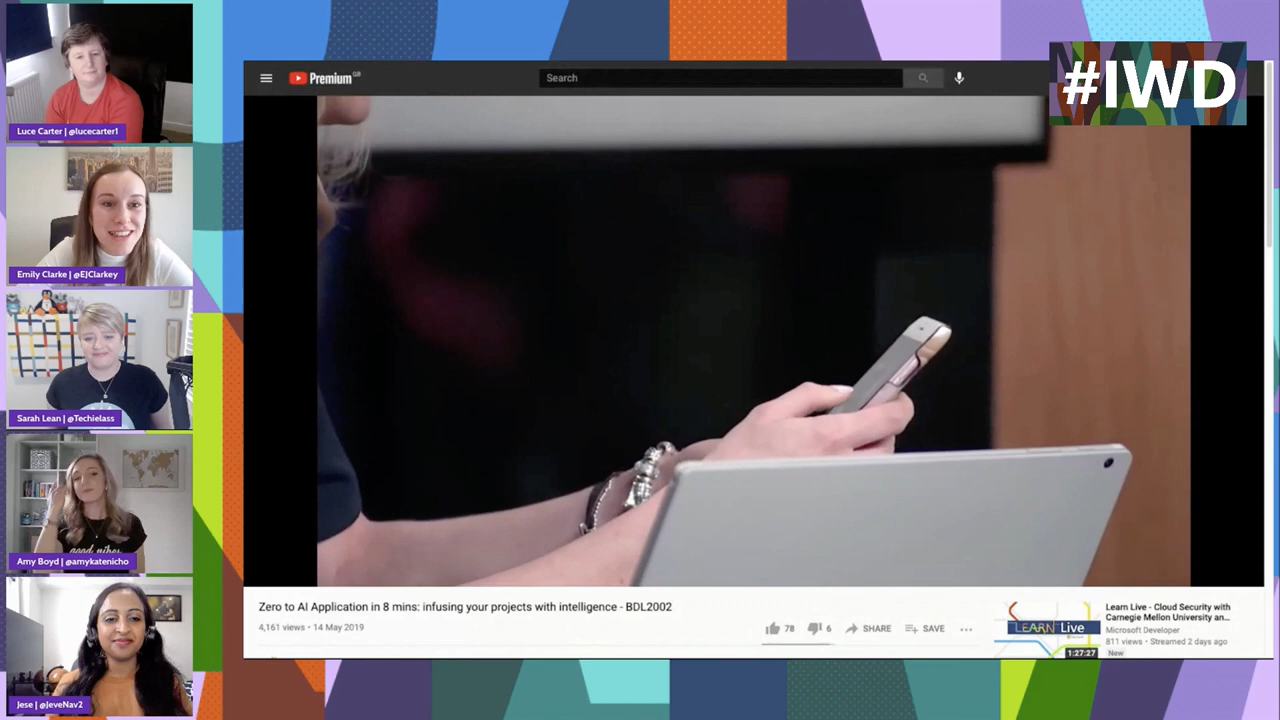 Luce Carter | @lucecarter1
Emily Clarke | @EJClarkey
Sarah Lean | @Techielass
Amy Boyd | @amykatenicho
good vibes
Jese | @JeveNav2
Premium GB
Search
#IWD
Zero to AI Application in 8 mins: infusing your projects with intelligence - BDL2002
4,161 views • 14 May 2019
78
6
SHARE
SAVE
LEARN Live
1:27:27
Learn Live - Cloud Security with
Carnegie Mellon University an...
Microsoft Developer
811 views • Streamed 2 days ago
New